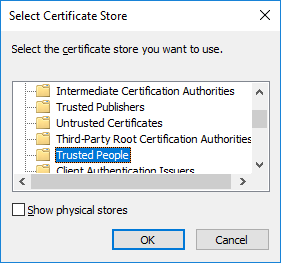 Select Certificate Store
Select the certificate store you want to use.
Intermediate Certification Authorities
Trusted Publishers
Untrusted Certificates
Third-Party Root Certification Authorities
Trusted People
Client Authentication Issuers
Show physical stores
OK
Cancel